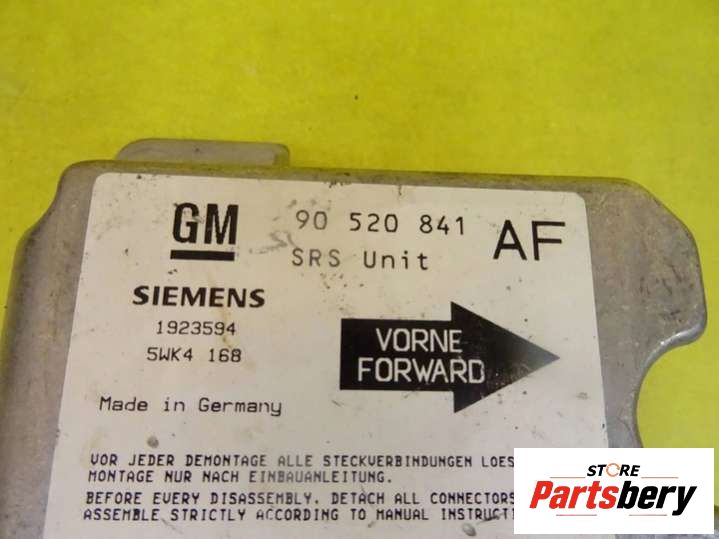 GM
90 520 841 AF
SRS Unit
SIEMENS
1923594
5WK4 168
VORNE
FORWARD
Made in Germany
VOR JEDER DEMONTAGE ALLE STECKVERBINDUNGEN LOES
MONTAGE NUR NACH EINBAUANLEITUNG.
BEFORE EVERY DISASSEMBLY. DETACH ALL CONNECTORS
ASSEMBLE STRICTLY ACCORDING TO MANUAL INSTRUCTI
STORE
Partsbery